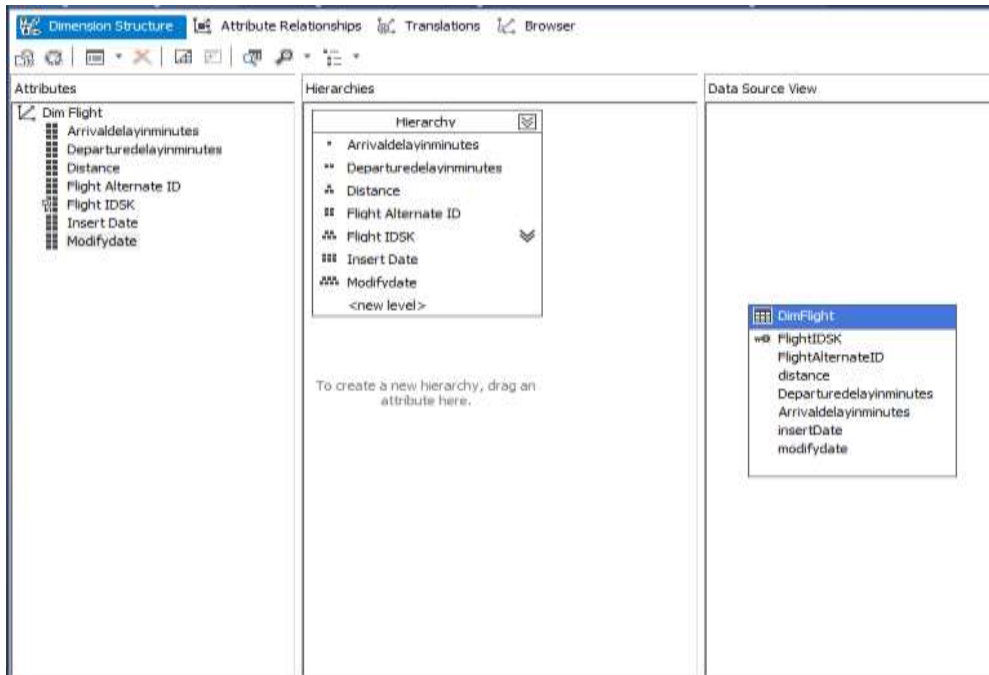 Dimension Structure Attribute Relationships Translations Browser
Attributes
Dim Flight
Arrivaldelayinminutes
Departuredelayinminutes
Distance
Flight Alternate ID
Flight IDSK
Insert Date
Modifydate
Hierarchies
Hierarchy
Arrivaldelayinminutes
Departuredelayinminutes
Distance
Flight Alternate ID
Flight IDSK
Insert Date
Modifydate
<new level>
To create a new hierarchy, drag an
attribute here.
Data Source View
DimFlight
FlightIDSK
FlightAlternateID
distance
Departuredelayinminutes
Arrivaldelayinminutes
insertDate
modifydate